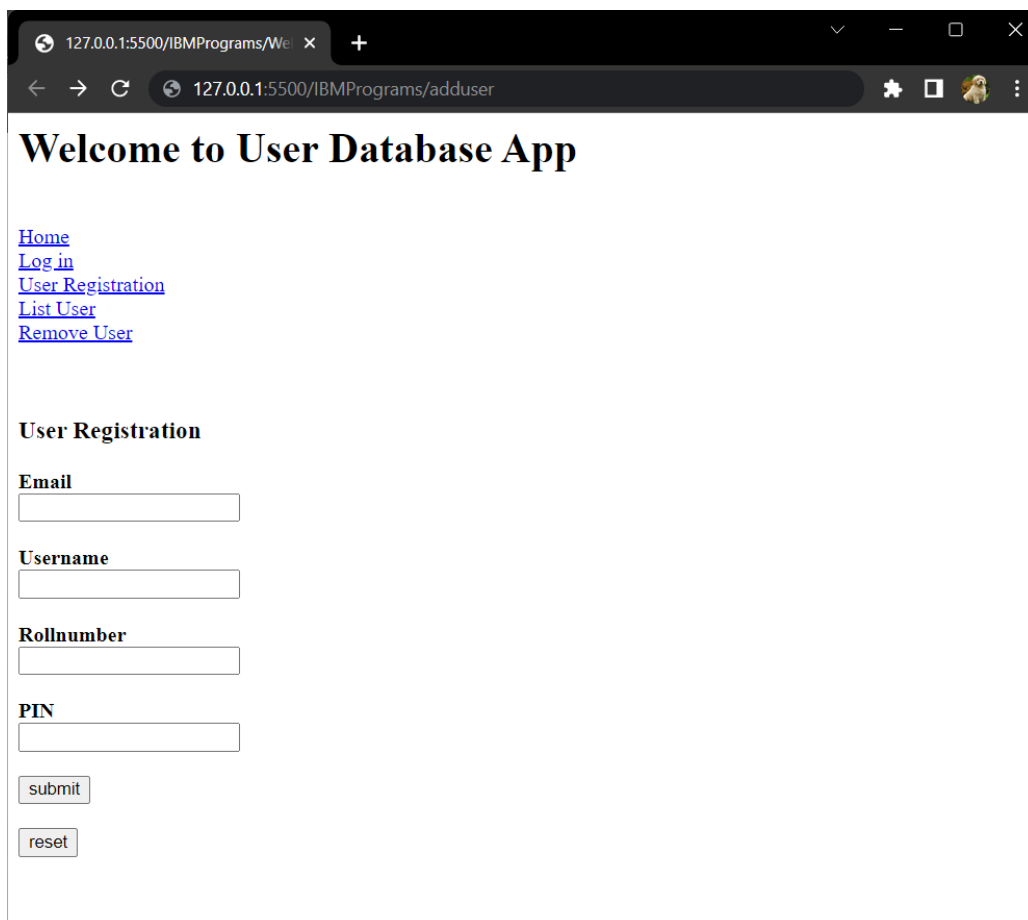 127.0.0.1:5500/IBMPrograms/We
127.0.0.1:5500/IBMPrograms/adduser
Welcome to User Database App
Home
Log in
User Registration
List User
Remove User
User Registration
Email
Username
Rollnumber
PIN
submit
reset